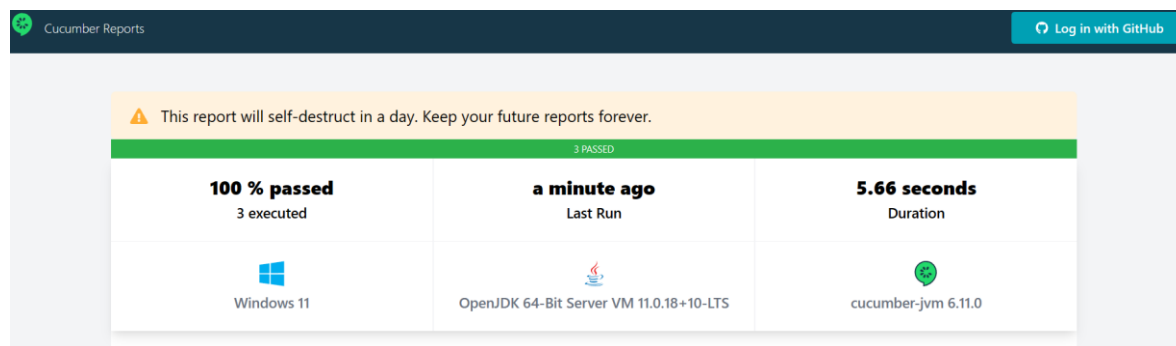 Cucumber Reports
Log in with GitHub
This report will self-destruct in a day. Keep your future reports forever.
3 PASSED
100 % passed
3 executed
a minute ago
Last Run
5.66 seconds
Duration
Windows 11
OpenJDK 64-Bit Server VM 11.0.18+10-LTS
cucumber-jvm 6.11.0